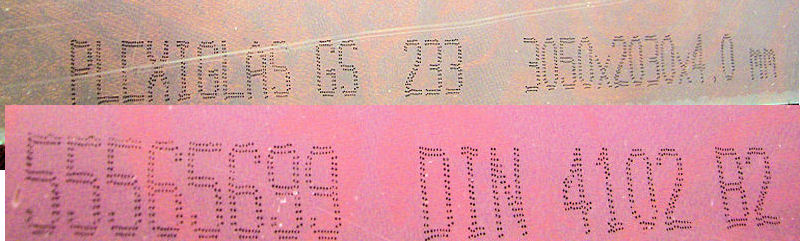 PLEXIGLAS GS 233 3050x2030x4,0 mm
55565699 DIN 4102 B2